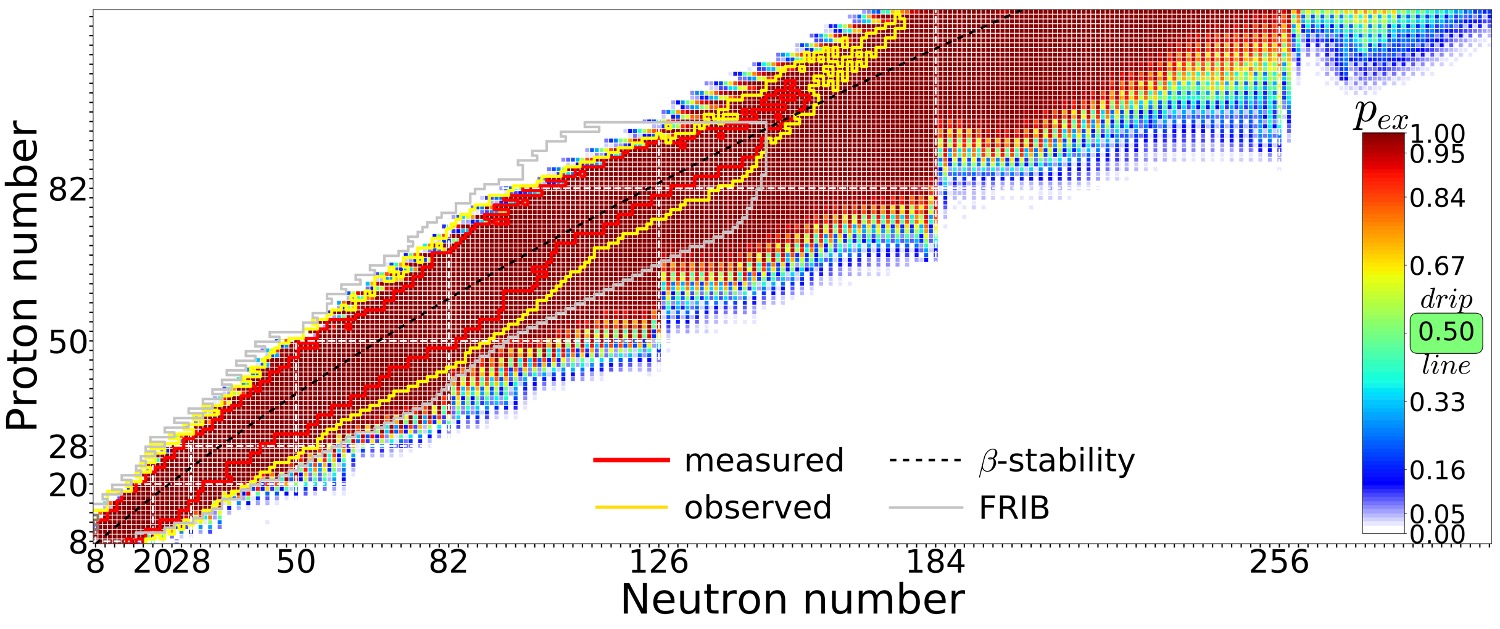 Proton number
82
50
28
20
8
8 20 28 50 82 126 184 256
Neutron number
measured
observed
β-stability
FRIB
p_ex
1.00
0.95
0.84
0.67
drip
0.50
line
0.33
0.16
0.05
0.00